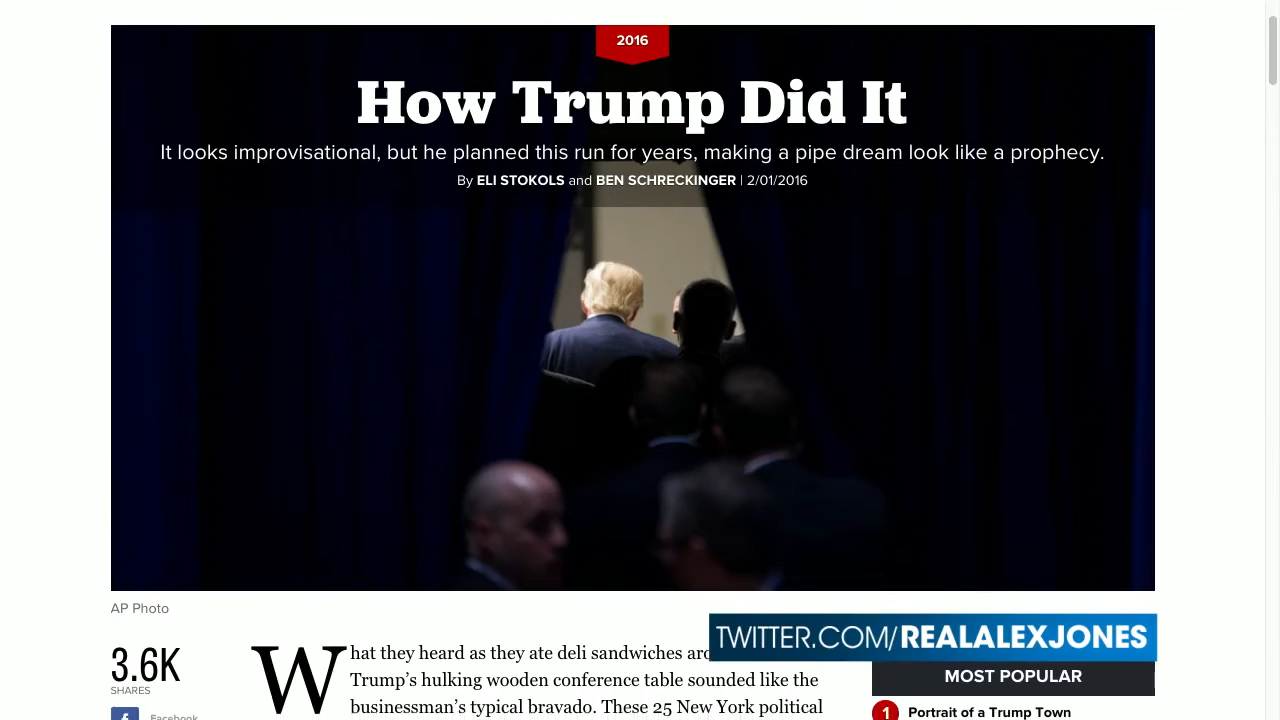 2016
How Trump Did It
It looks improvisational, but he planned this run for years, making a pipe dream look like a prophecy.
By ELI STOKOLS and BEN SCHRECKINGER | 2/01/2016
AP Photo
3.6K
SHARES
Facebook
What they heard as they ate deli sandwiches
Trump's hulking wooden conference table sounded like the
businessman's typical bravado. These 25 New York political
TWITTER.COM/REALALEXJONES
MOST POPULAR
1 Portrait of a Trump Town